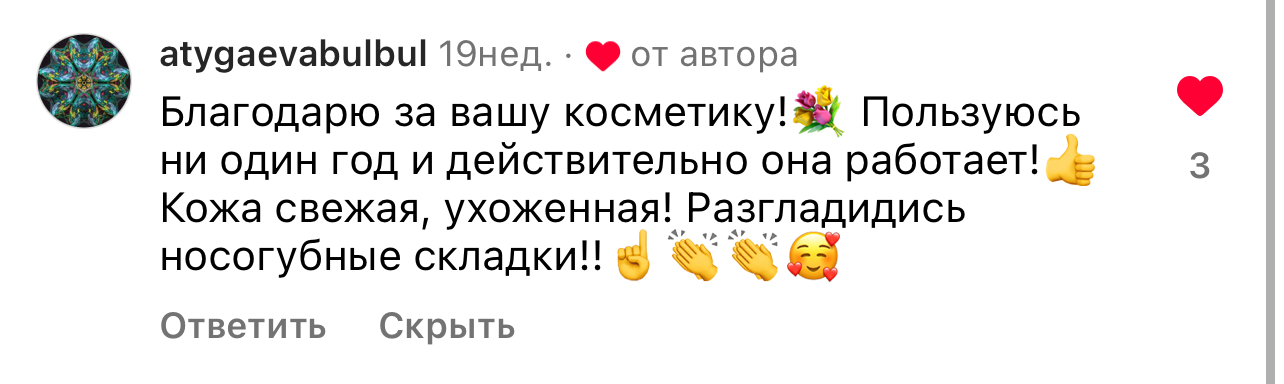 atygaevabulbul 19нед. · ❤️ от автора
Благодарю за вашу косметику!💐 Пользуюсь
ни один год и действительно она работает!👍
Кожа свежая, ухоженная! Разгладидись
носогубные складки!!☝️👏👏🥰
3
Ответить Скрыть